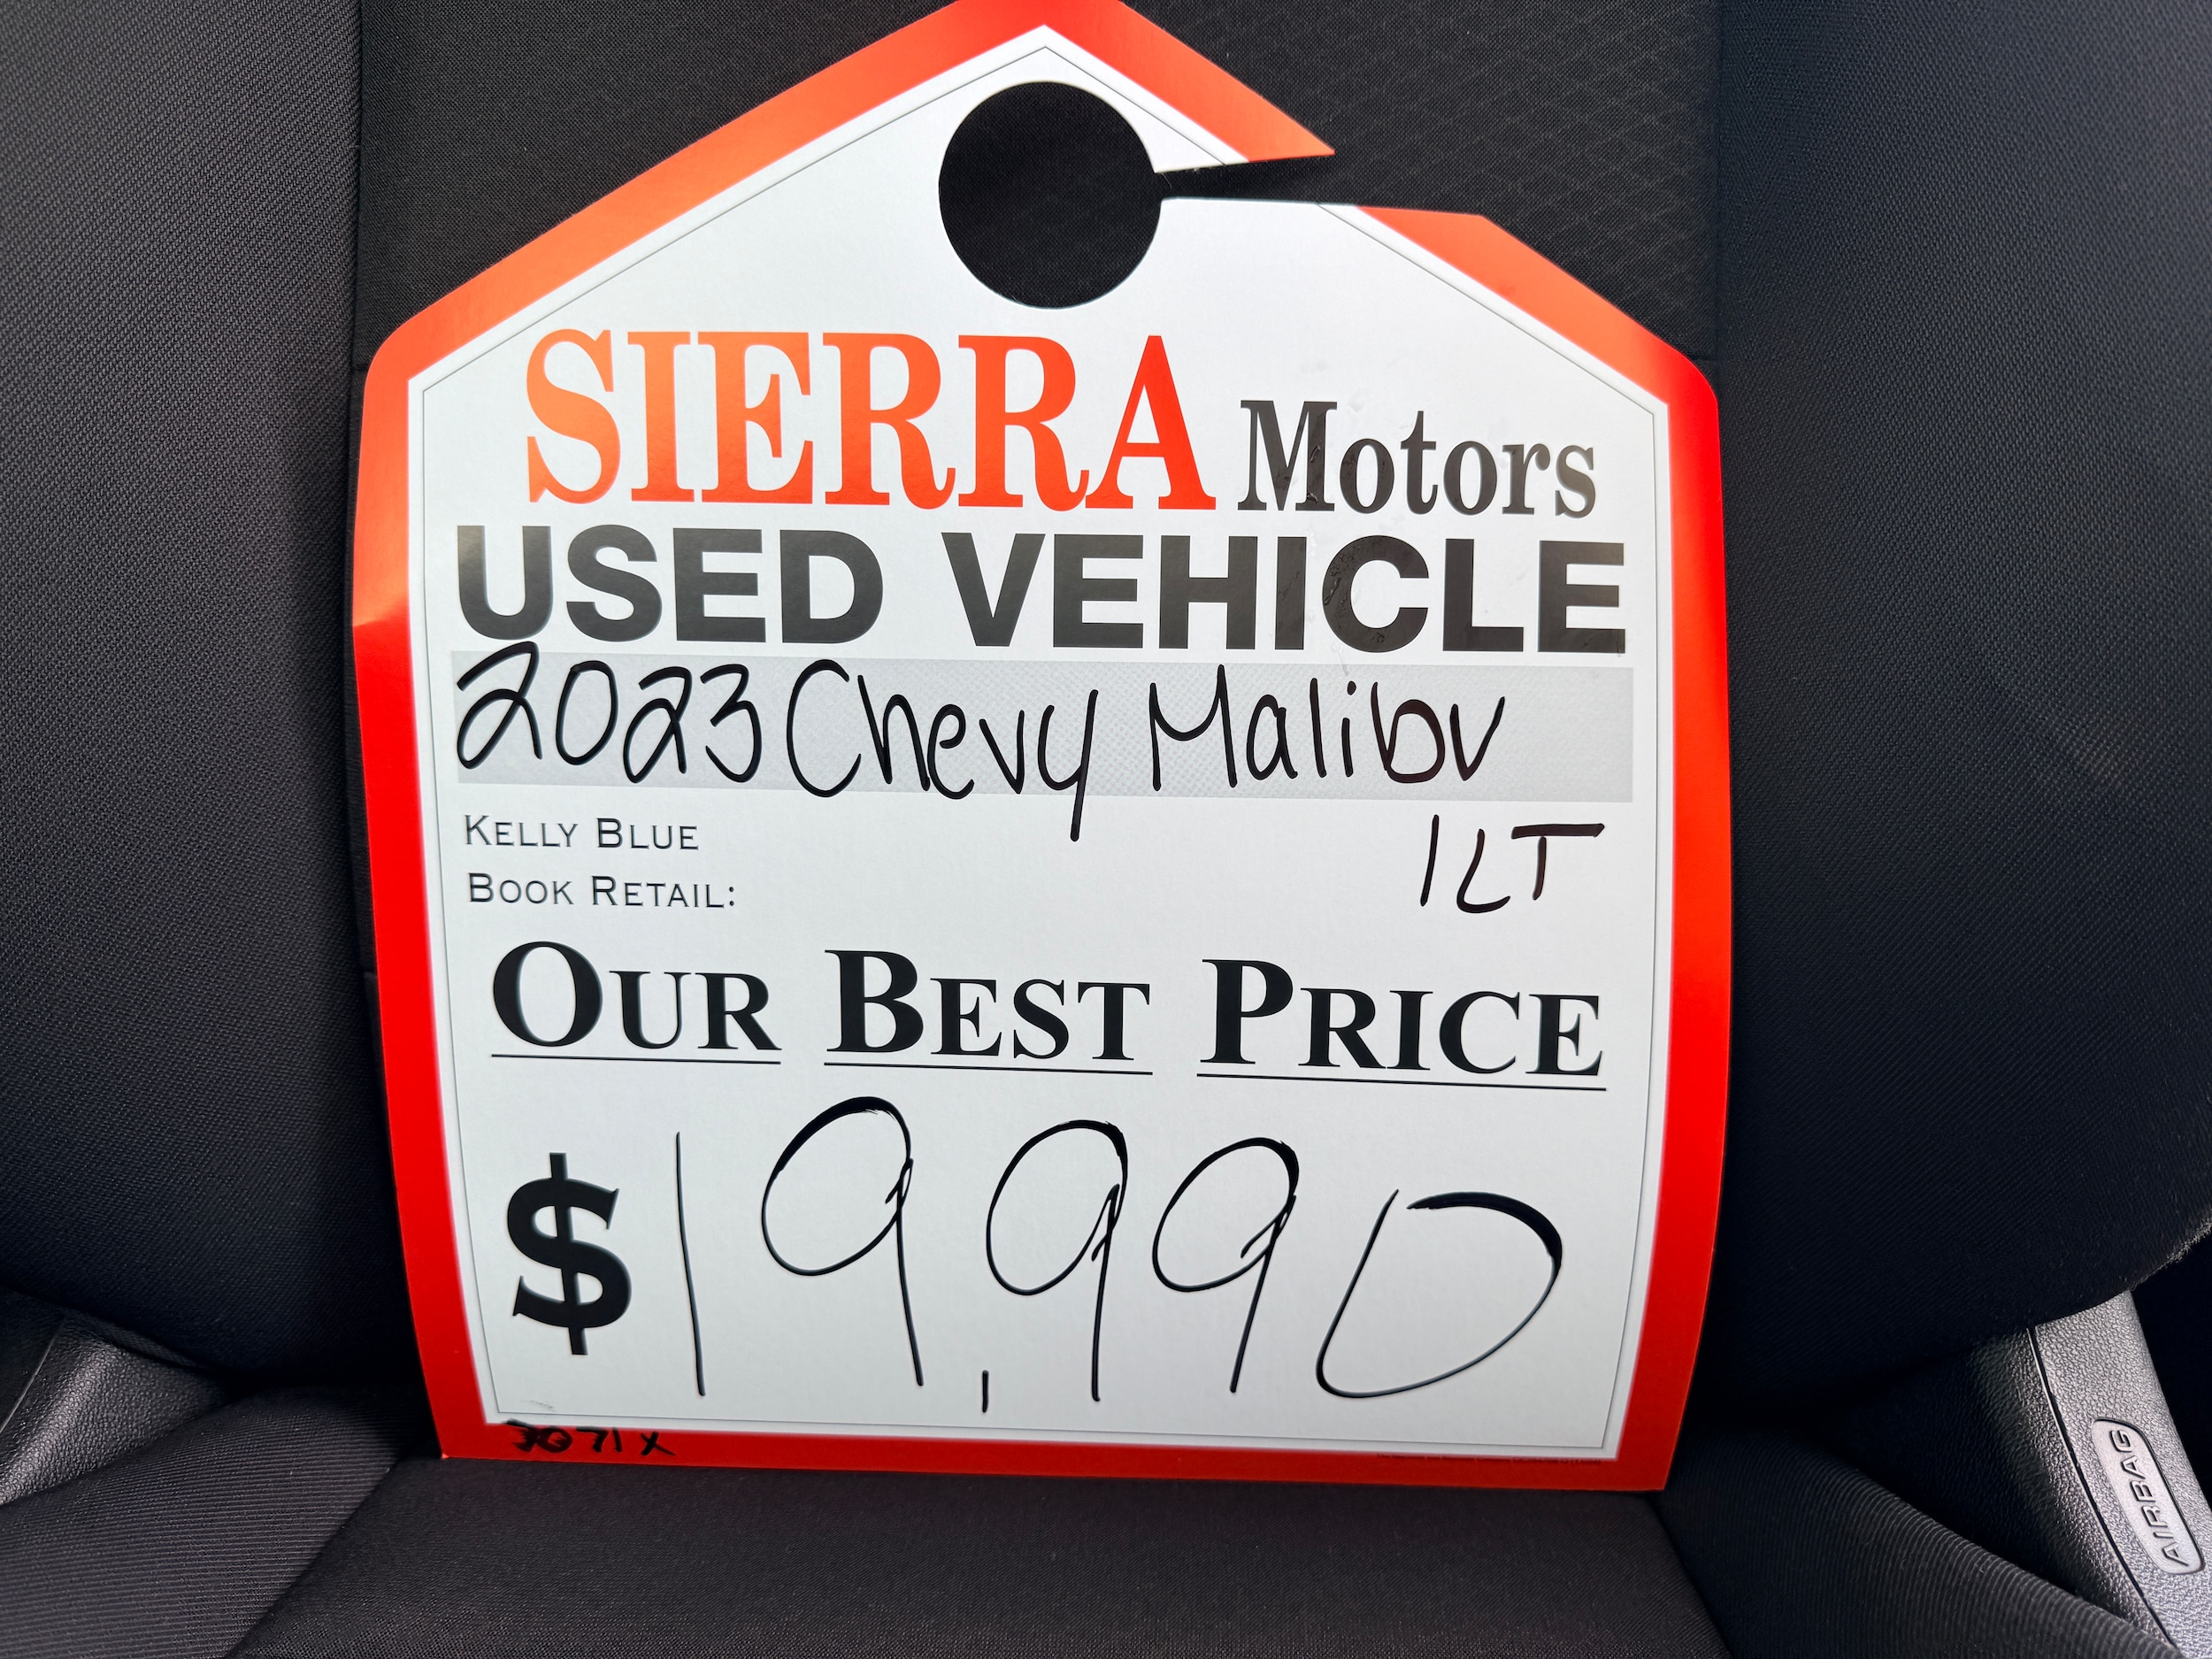 SIERRA Motors
USED VEHICLE
2023 Chevy Malibu
KELLY BLUE
BOOK RETAIL:
1LT
OUR BEST PRICE
$19,990
AIRBAG